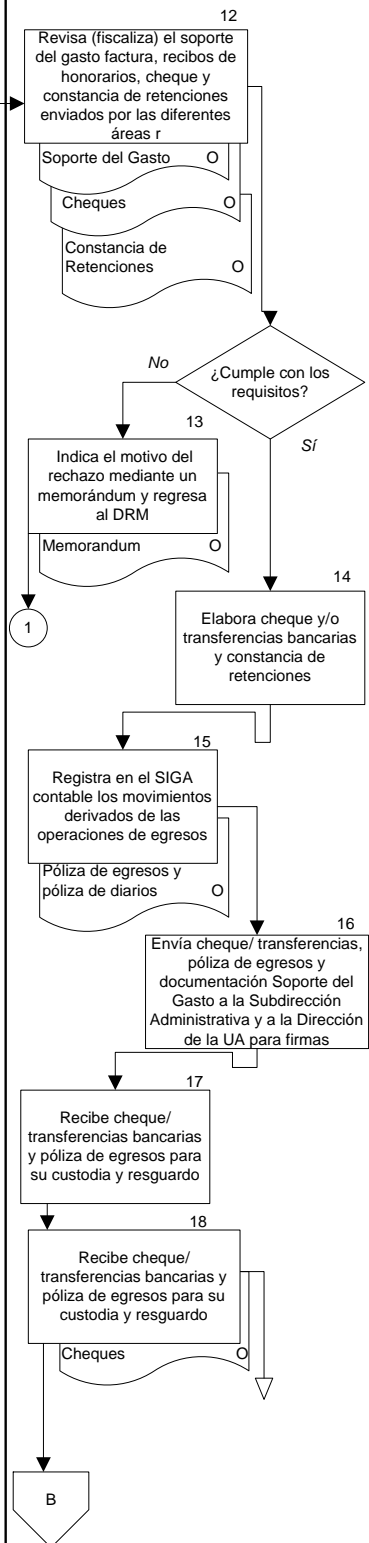 12
Revisa (fiscaliza) el soporte
del gasto factura, recibos de
honorarios, cheque y
constancia de retenciones
enviados por las diferentes
áreas r
Soporte del Gasto O
Cheques O
Constancia de
Retenciones O
No
¿Cumple con los
requisitos?
Sí
13
Indica el motivo del
rechazo mediante un
memorándum y regresa
al DRM
Memorandum O
1
14
Elabora cheque y/o
transferencias bancarias
y constancia de
retenciones
15
Registra en el SIGA
contable los movimientos
derivados de las
operaciones de egresos
Póliza de egresos y
póliza de diarios O
16
Envía cheque/ transferencias,
póliza de egresos y
documentación Soporte del
Gasto a la Subdirección
Administrativa y a la Dirección
de la UA para firmas
17
Recibe cheque/
transferencias bancarias
y póliza de egresos para
su custodia y resguardo
18
Recibe cheque/
transferencias bancarias y
póliza de egresos para su
custodia y resguardo
Cheques O
B